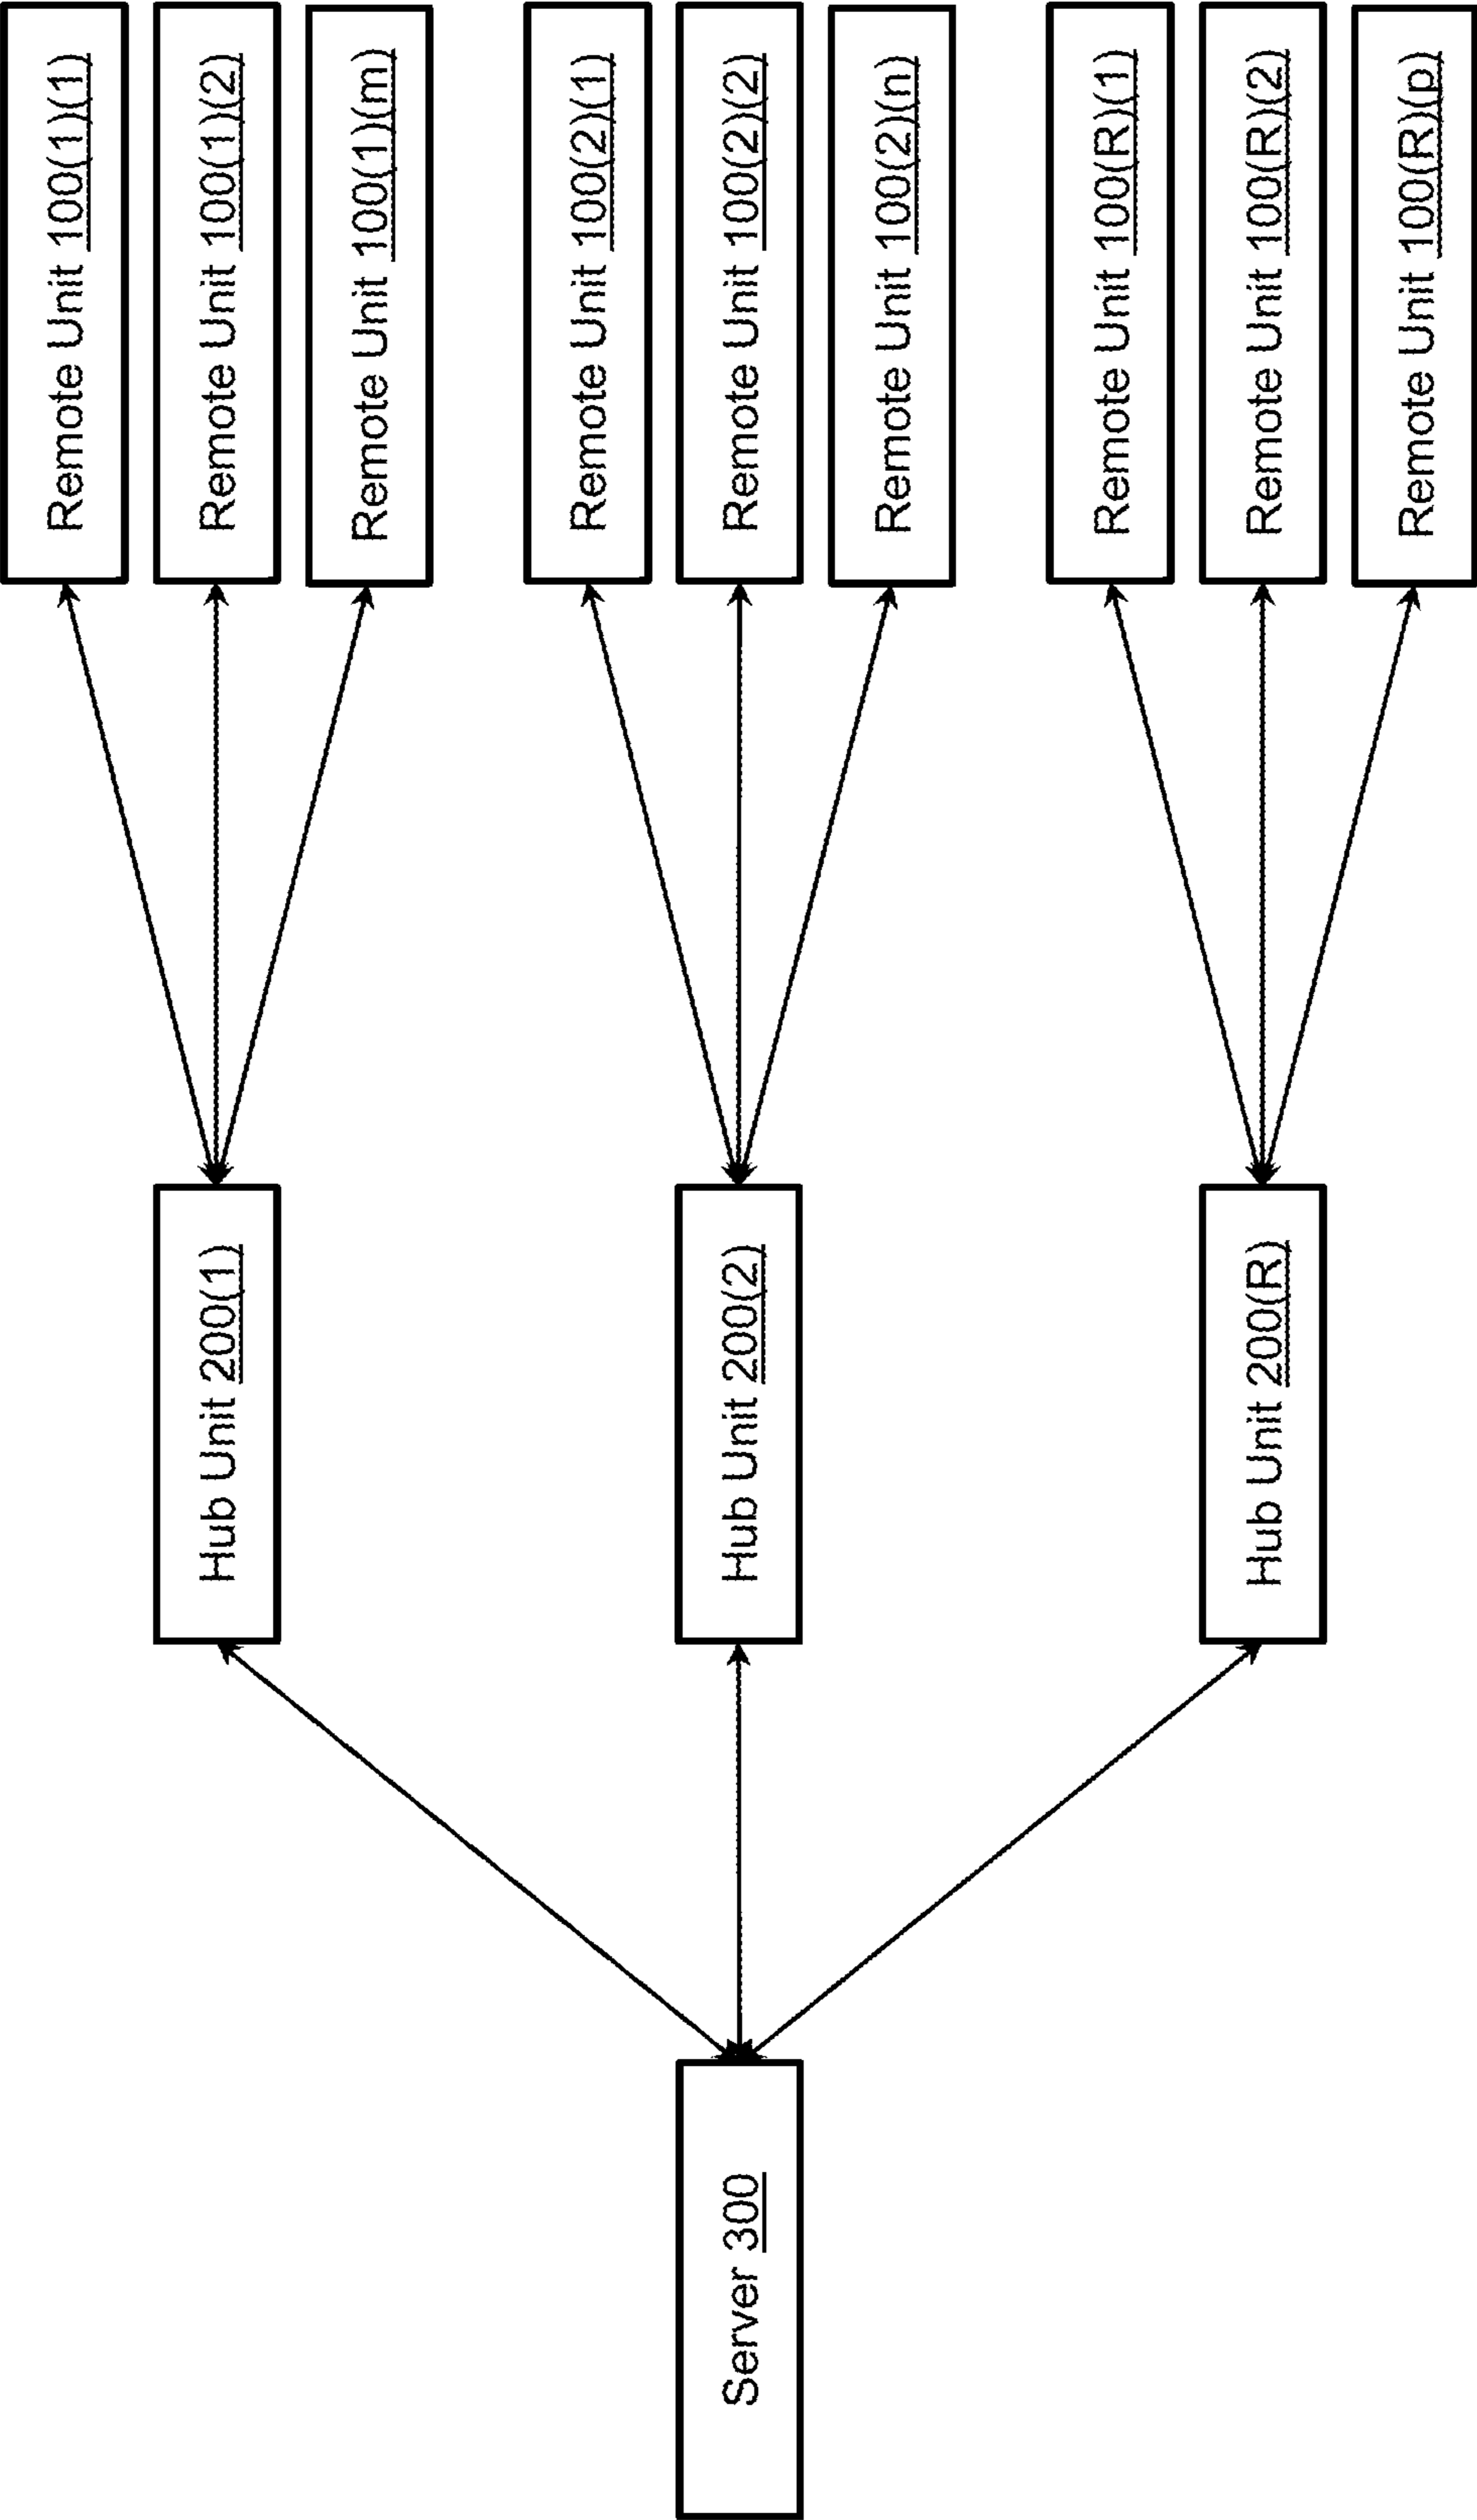 Remote Unit 100(1)(1)
Remote Unit 100(1)(2)
Remote Unit 100(1)(m)
Remote Unit 100(2)(1)
Remote Unit 100(2)(2)
Remote Unit 100(2)(n)
Remote Unit 100(R)(1)
Remote Unit 100(R)(2)
Remote Unit 100(R)(p)
Hub Unit 200(1)
Hub Unit 200(2)
Hub Unit 200(R)
Server 300